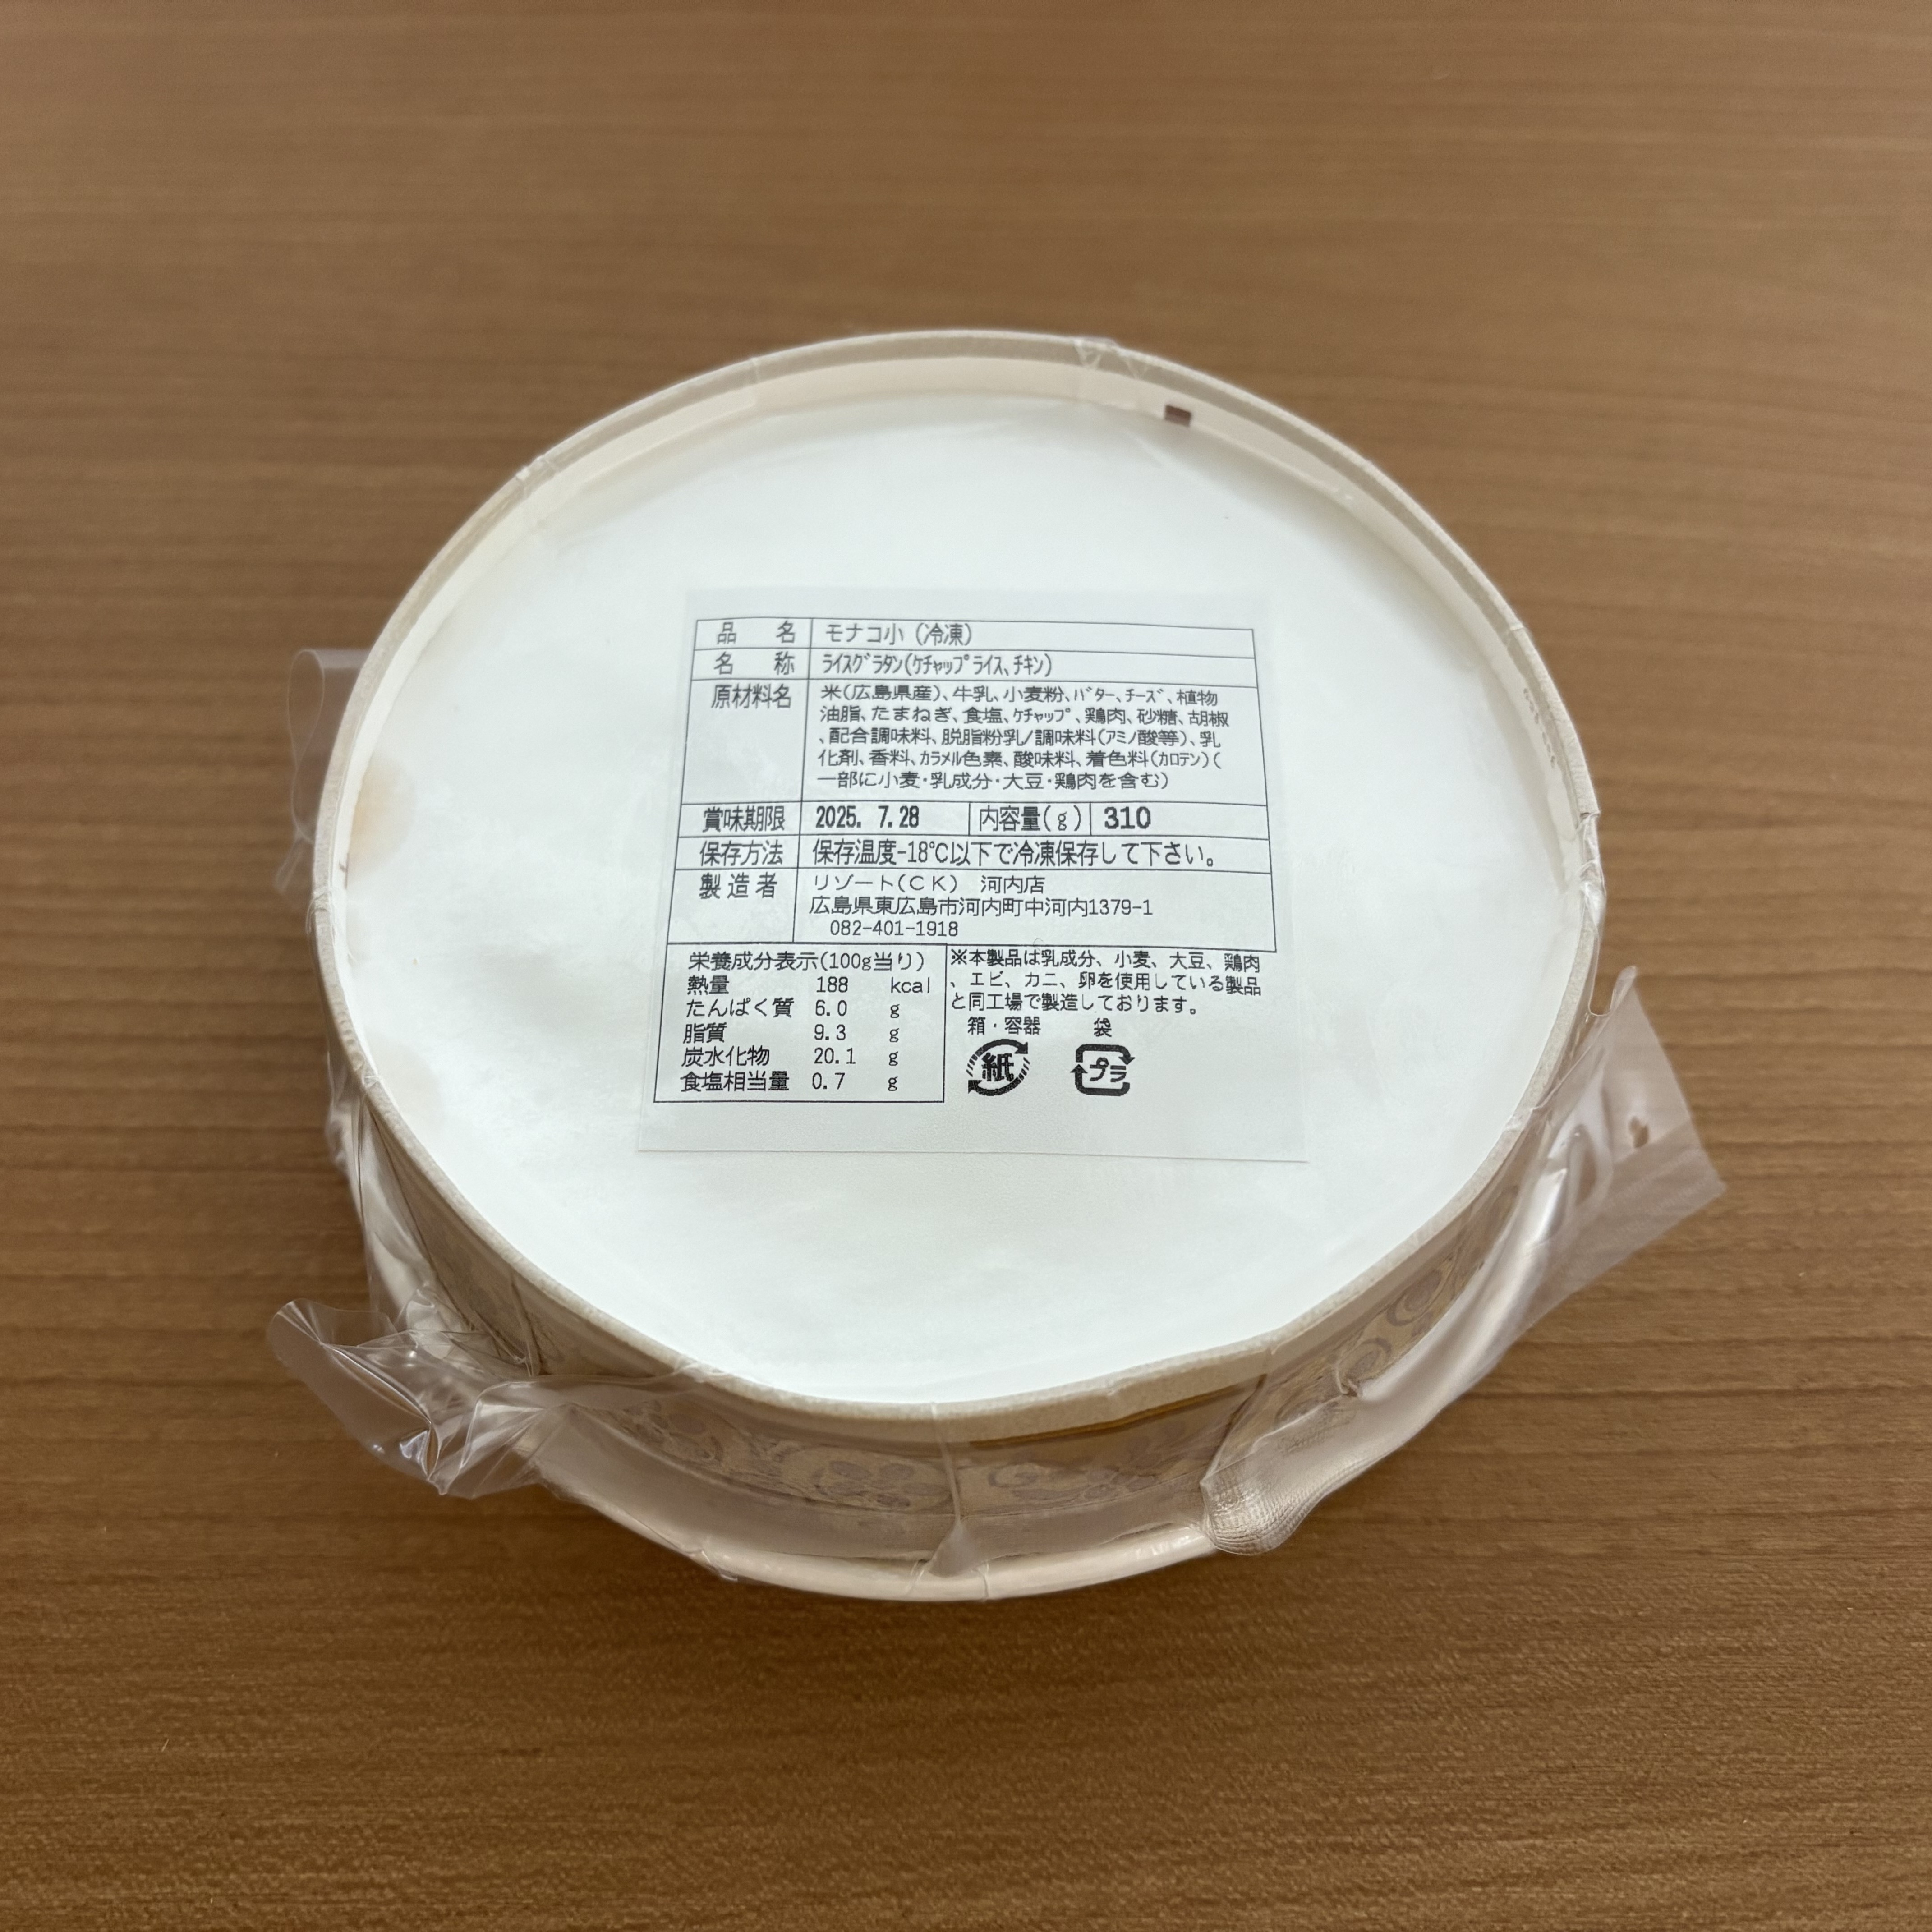 品 名 モナコ小（冷凍）
名 称 ﾗｲｽｸﾞﾗﾀﾝ(ｹﾁｬｯﾌﾟﾗｲｽ､ﾁｷﾝ)
原材料名 米(広島県産)、牛乳、小麦粉、ﾊﾞﾀｰ、ﾁｰｽﾞ、植物
油脂、たまねぎ、食塩、ｹﾁｬｯﾌﾟ、鶏肉、砂糖、胡椒
、配合調味料、脱脂粉乳/調味料(ｱﾐﾉ酸等)、乳
化剤、香料、ｶﾗﾒﾙ色素、酸味料、着色料(ｶﾛﾃﾝ)(
一部に小麦・乳成分・大豆・鶏肉を含む)
賞味期限 2025. 7.28 内容量(g) 310
保存方法 保存温度-18℃以下で冷凍保存して下さい。
製造者 リゾート(ＣＫ) 河内店
広島県東広島市河内町中河内1379-1
082-401-1918
栄養成分表示(100g当り)
熱量 188 kcal
たんぱく質 6.0 g
脂質 9.3 g
炭水化物 20.1 g
食塩相当量 0.7 g
※本製品は乳成分、小麦、大豆、鶏肉
、エビ、カニ、卵を使用している製品
と同工場で製造しております。
箱・容器 袋
紙 プラ